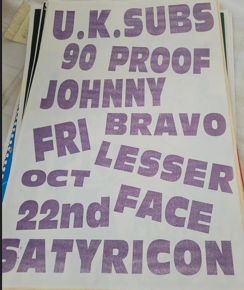 U.K.SUBS
90 PROOF
JOHNNY
BRAVO
FRI
LESSER
OCT
FACE
22nd
SATYRICON